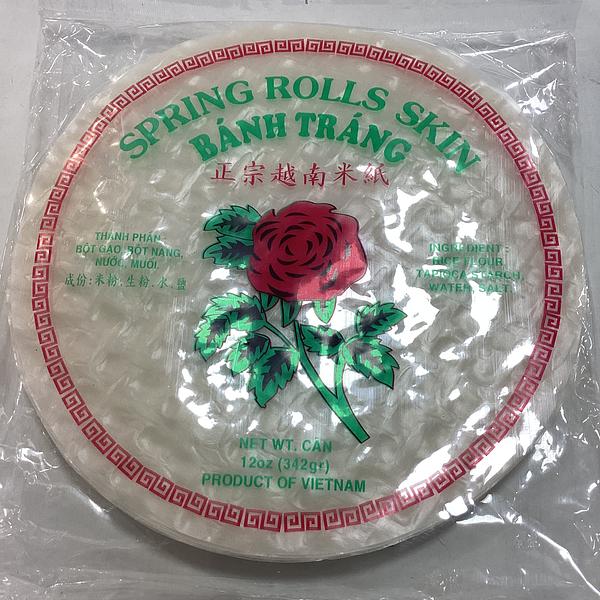 SPRING ROLLS SKIN
BÁNH TRÁNG
正宗越南米紙
THÀNH PHẦN:
BỘT GẠO, BỘT NĂNG,
NƯỚC, MUỐI.
成份:米粉,生粉,水,鹽
INGREDIENT:
RICE FLOUR
TAPIOCA STARCH,
WATER, SALT
NET WT. CÂN
12oz (342gr)
PRODUCT OF VIETNAM